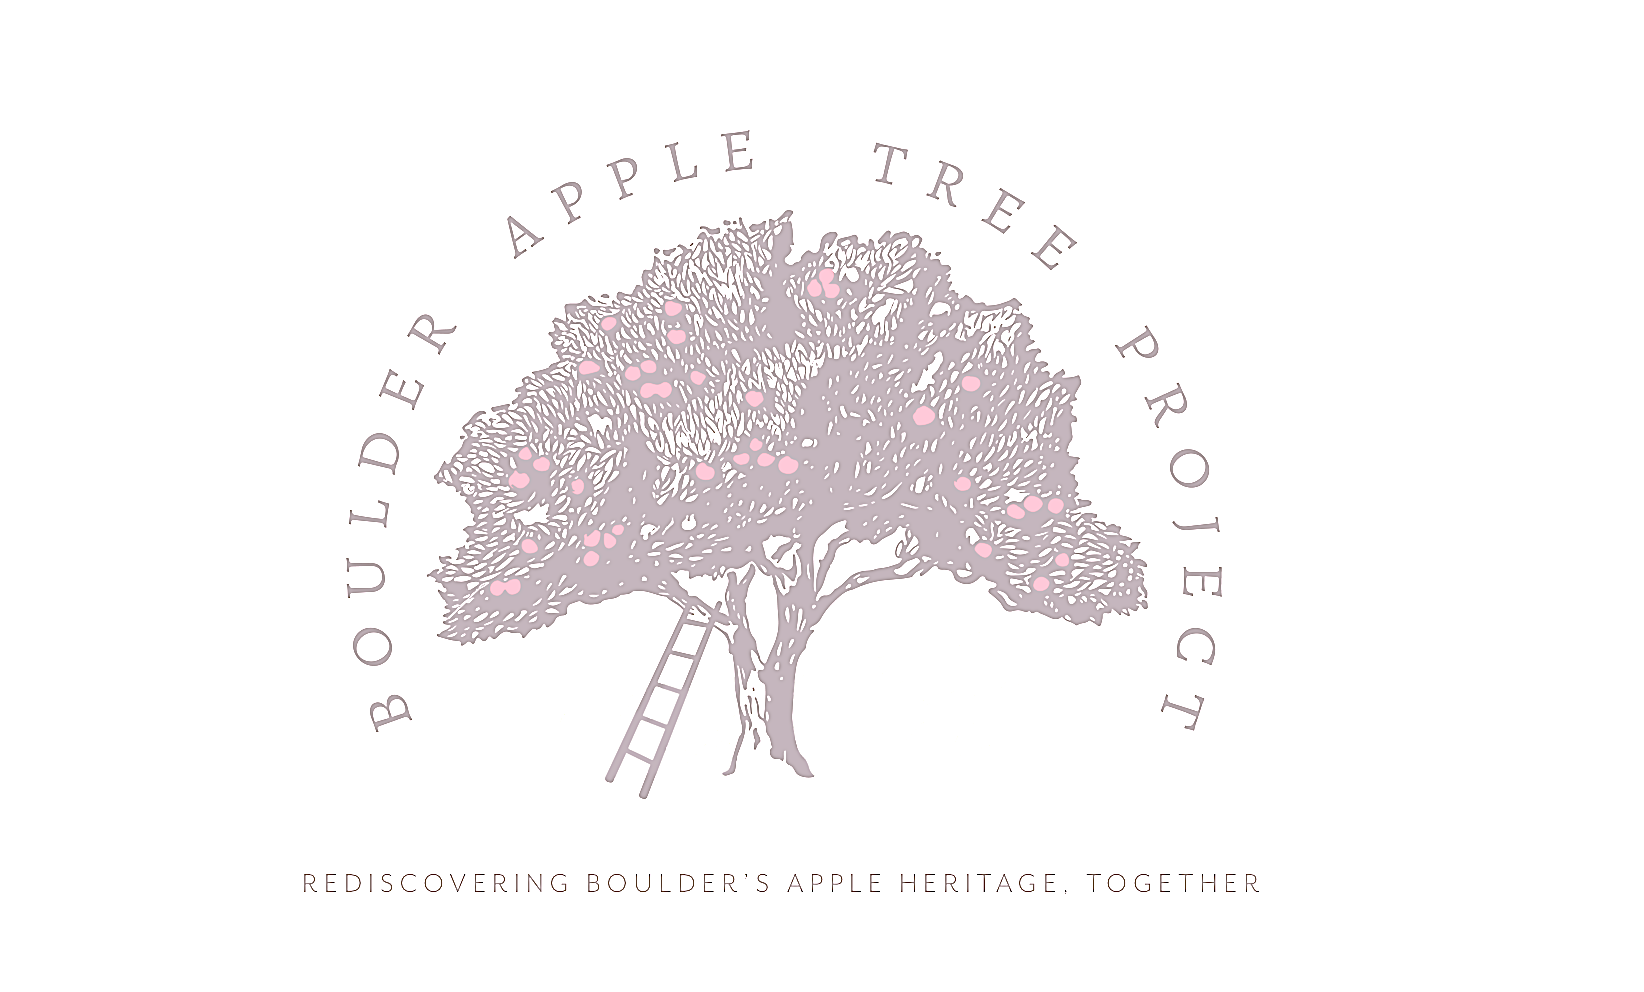 BOULDER APPLE TREE PROJECT
REDISCOVERING BOULDER'S APPLE HERITAGE, TOGETHER